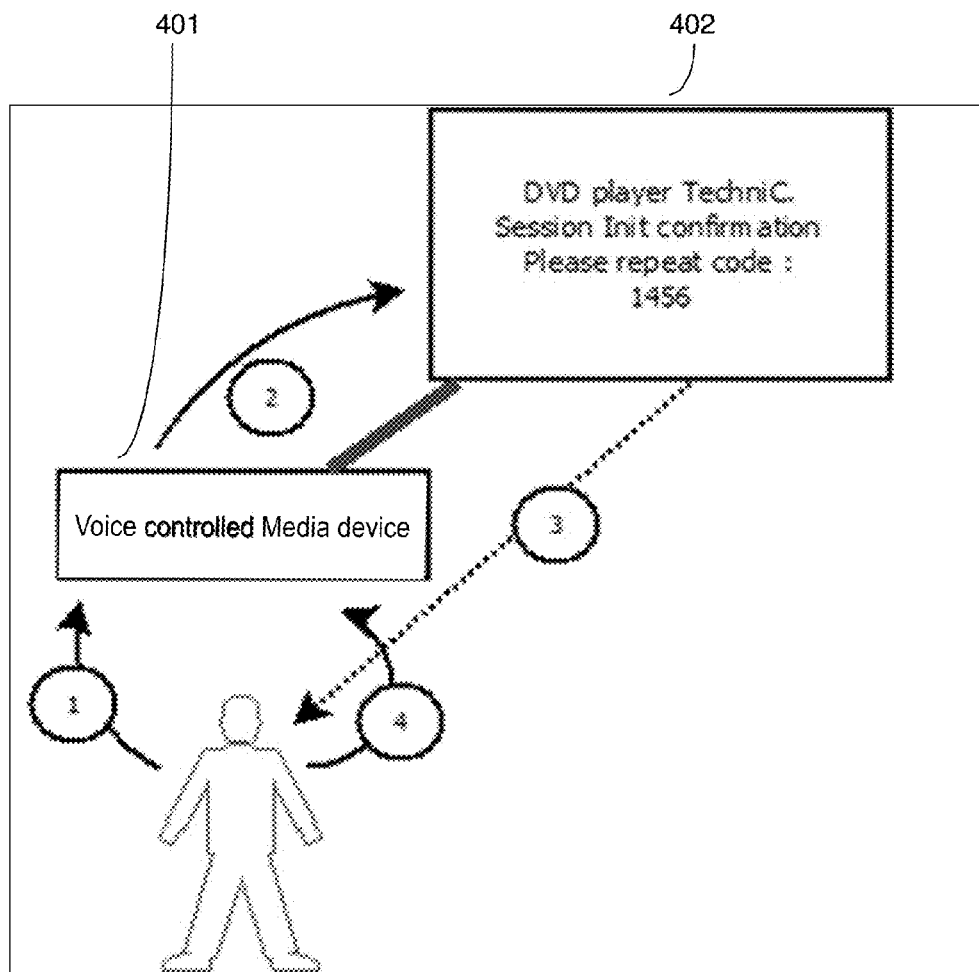 401
402
DVD player TechniC.
Session Init confirmation
Please repeat code :
1456
2
Voice controlled Media device
3
1
4